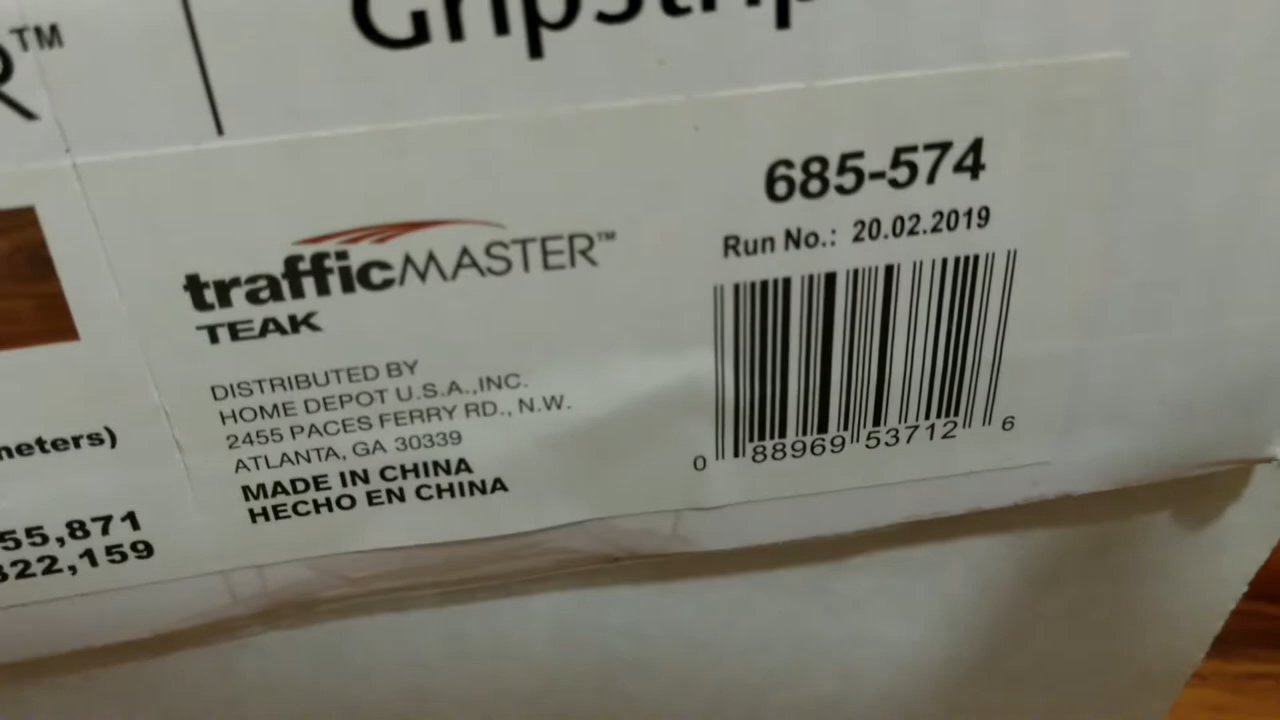 TM
GripStrip
685-574
Run No.: 20.02.2019
trafficMASTER™
TEAK
DISTRIBUTED BY
HOME DEPOT U.S.A.,INC.
2455 PACES FERRY RD., N.W.
ATLANTA, GA 30339
MADE IN CHINA
HECHO EN CHINA
0 88969 53712 6
meters)
55,871
322,159